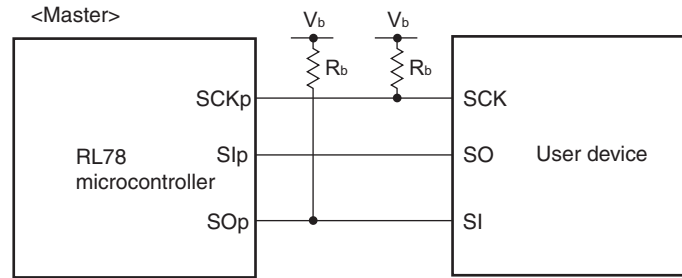 <Master>
Vb
Vb
Rb
Rb
SCKp
SCK
RL78
microcontroller
SIp
SO
User device
SOp
SI